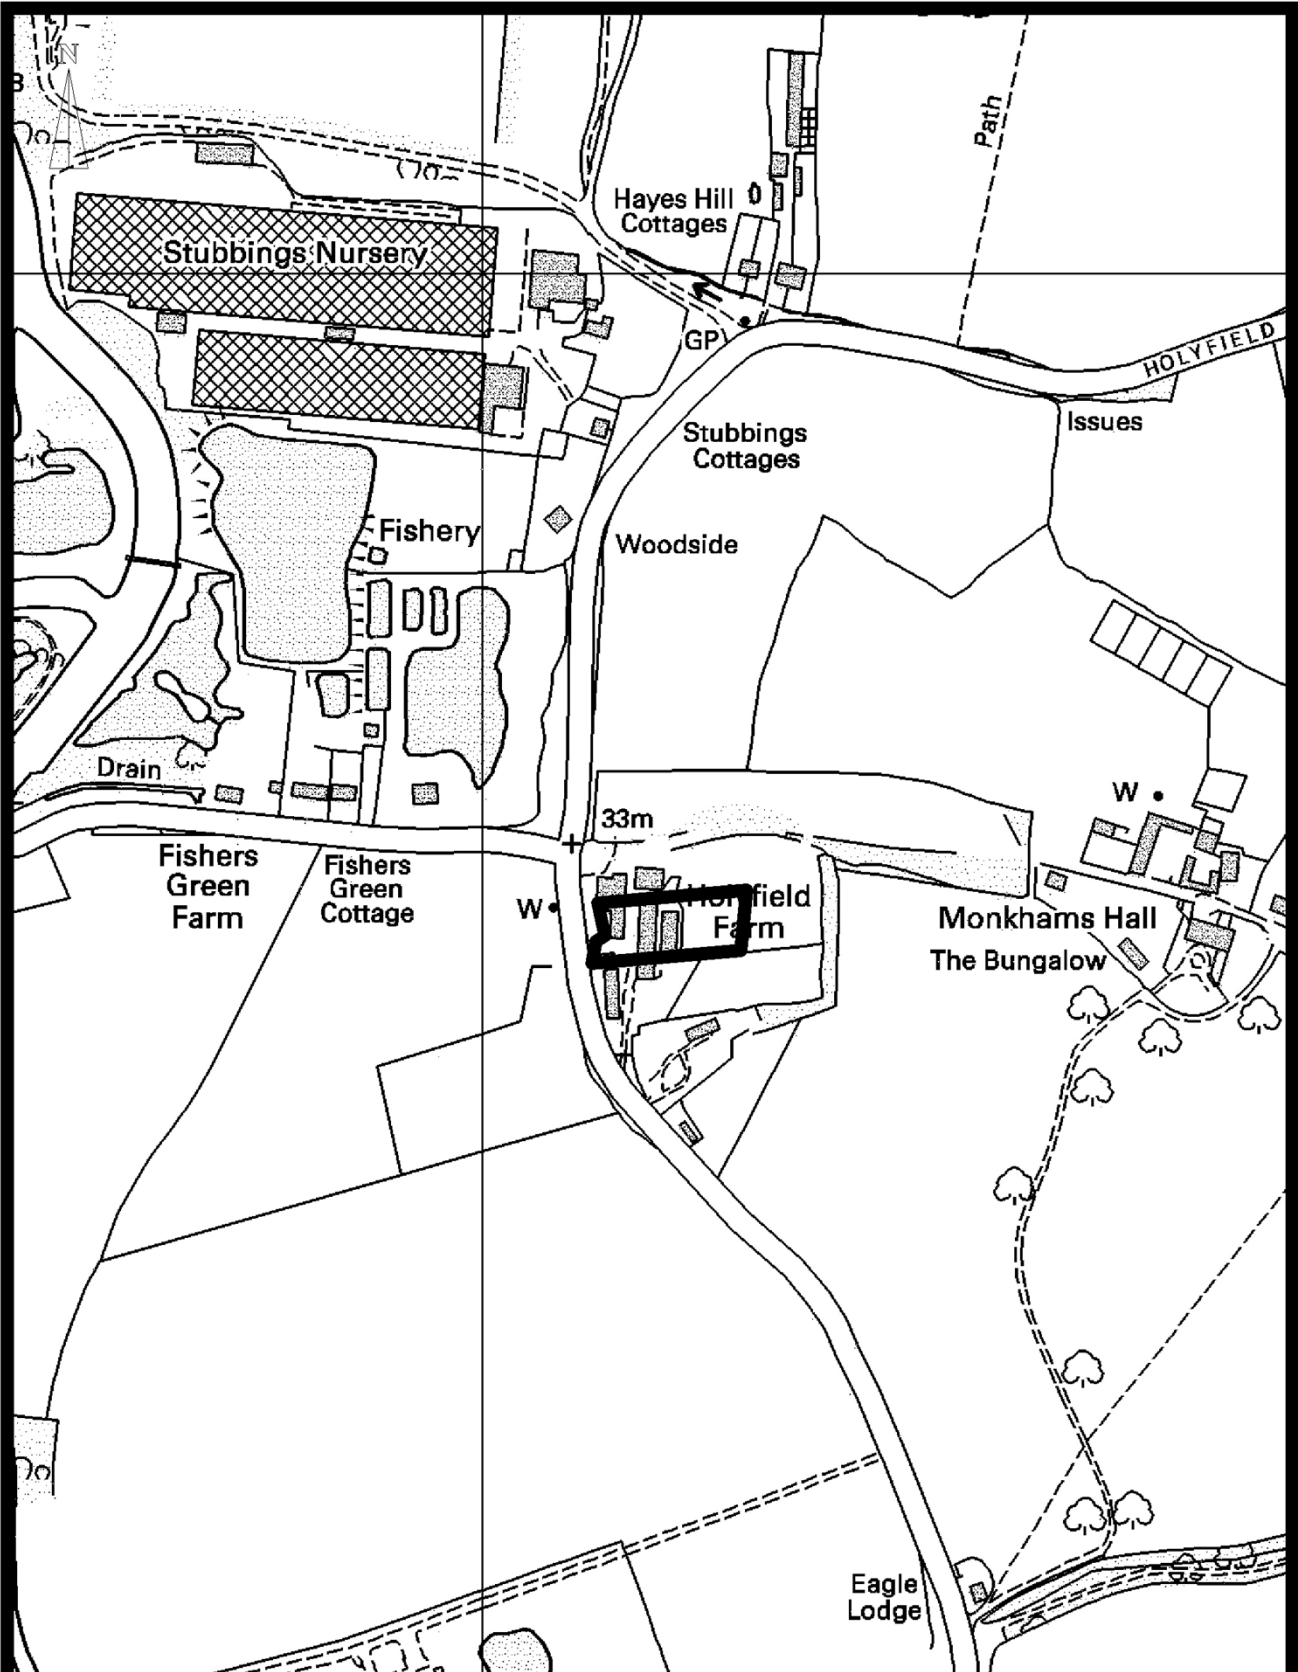 N
Path
Hayes Hill
Cottages
Stubbings Nursery
GP
HOLYFIELD
Issues
Stubbings
Cottages
Fishery
Woodside
Drain
W
33m
Fishers
Green
Farm
Fishers
Green
Cottage
W
Farm
Monkhams Hall
The Bungalow
Eagle
Lodge